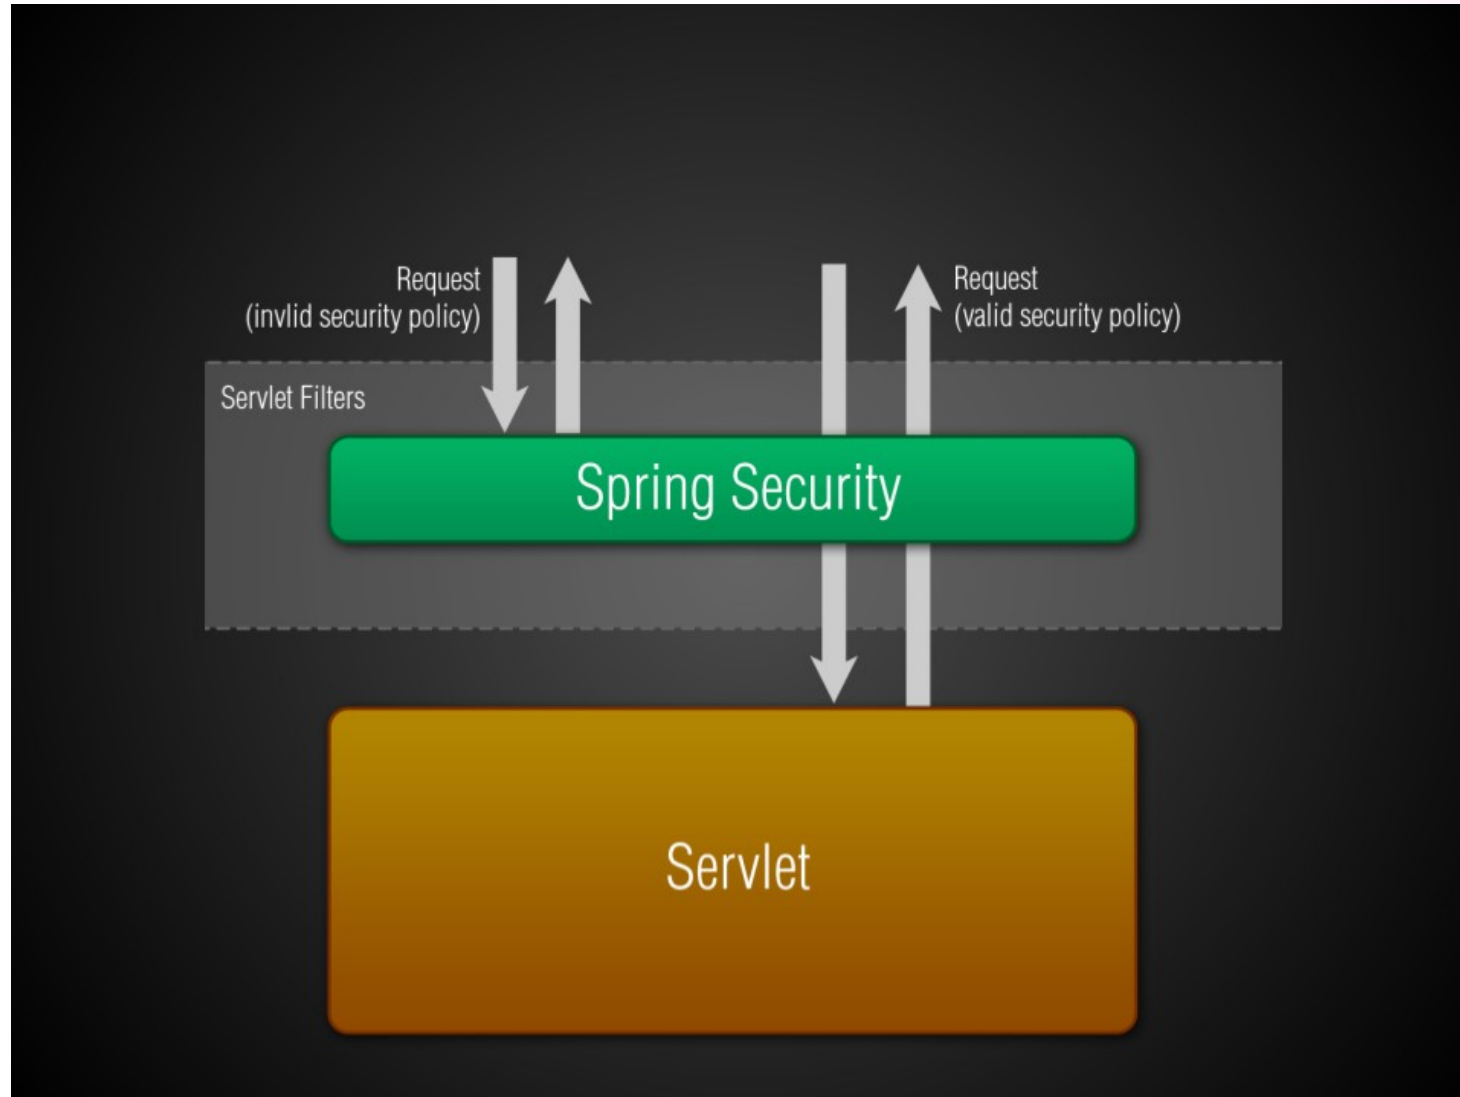 Request
(invlid security policy)
Request
(valid security policy)
Servlet Filters
Spring Security
Servlet